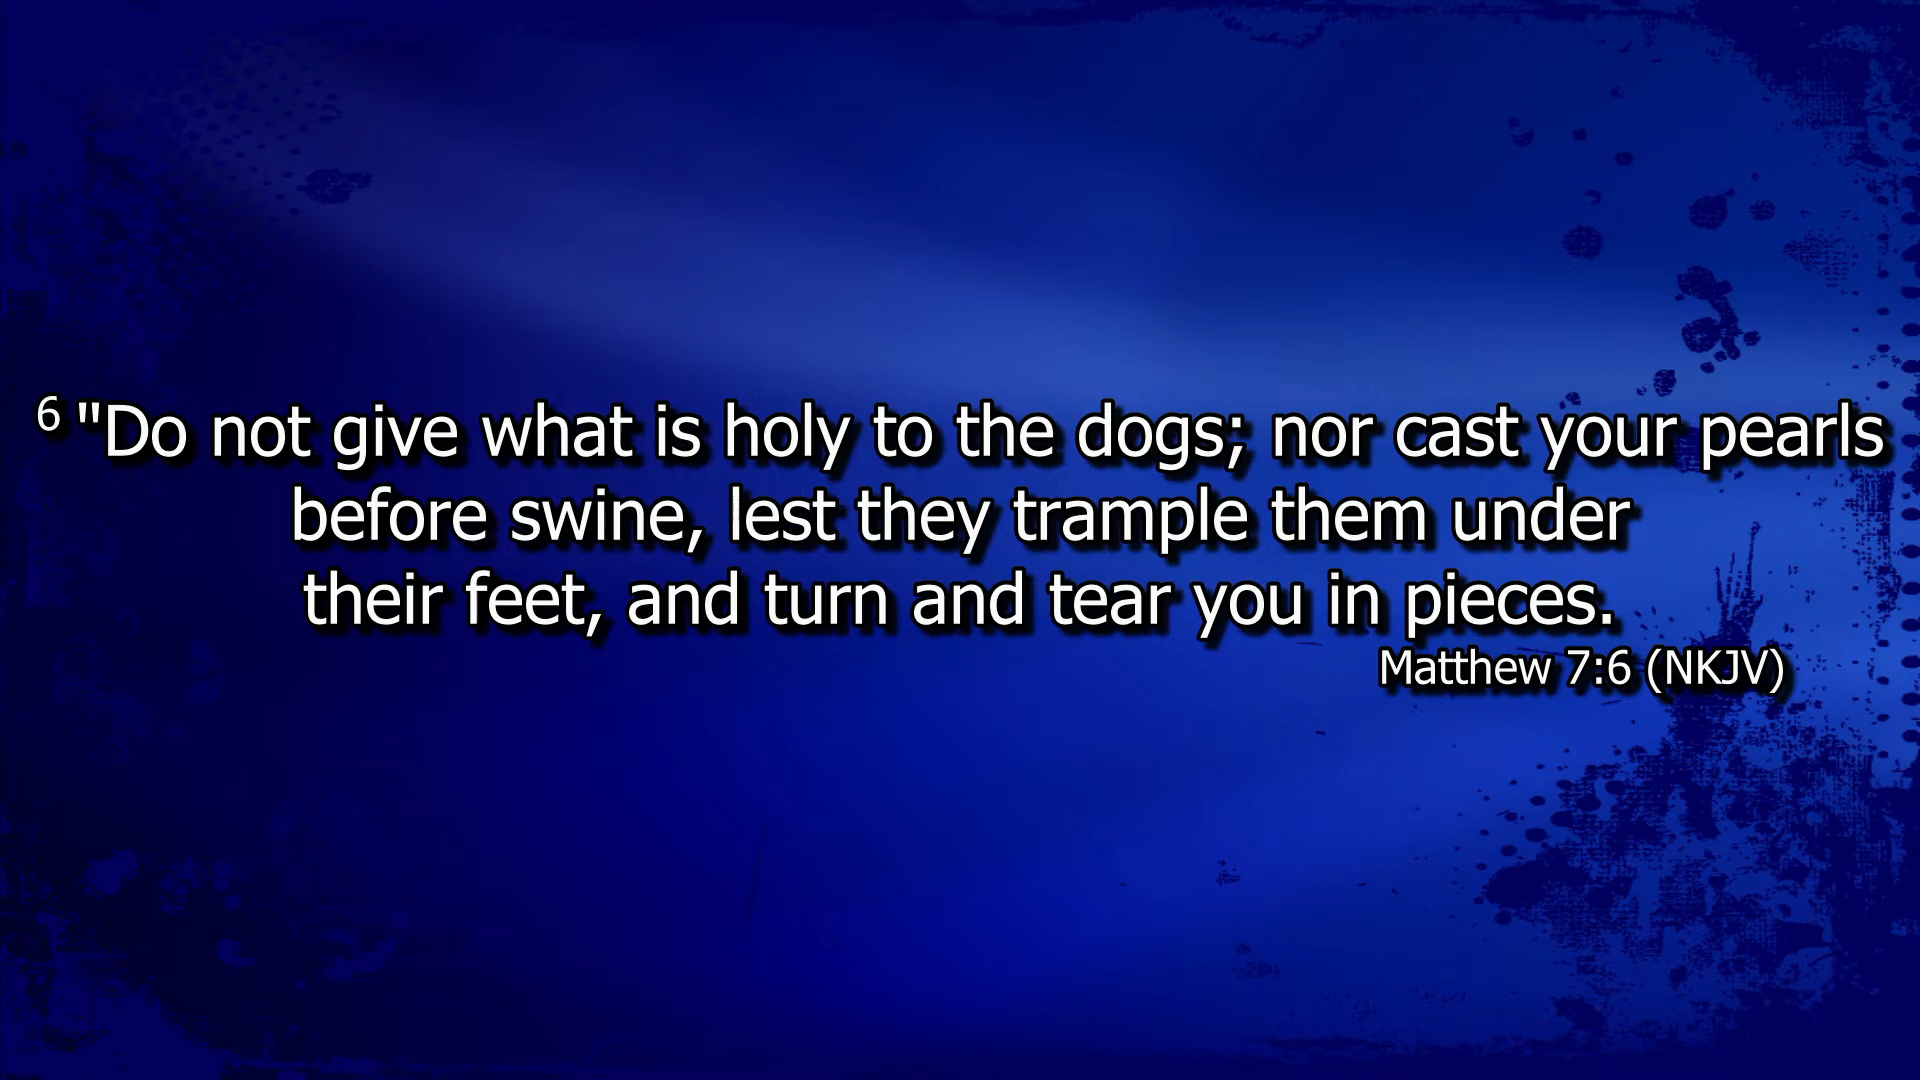 6 "Do not give what is holy to the dogs; nor cast your pearls
before swine, lest they trample them under
their feet, and turn and tear you in pieces.
Matthew 7:6 (NKJV)